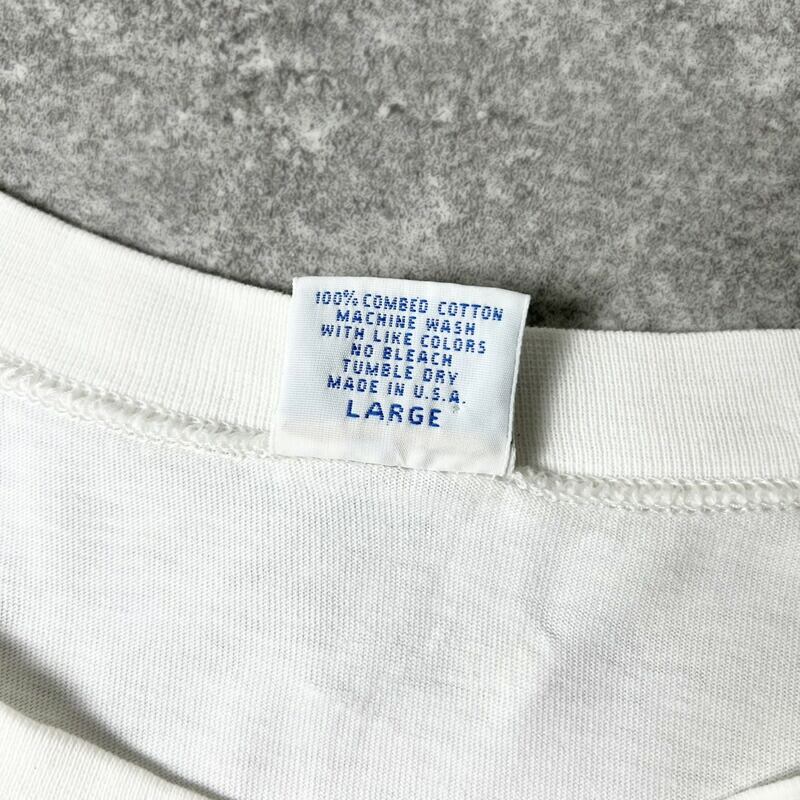 100% COMBED COTTON
MACHINE WASH
WITH LIKE COLORS
NO BLEACH
TUMBLE DRY
MADE IN U.S.A.
LARGE